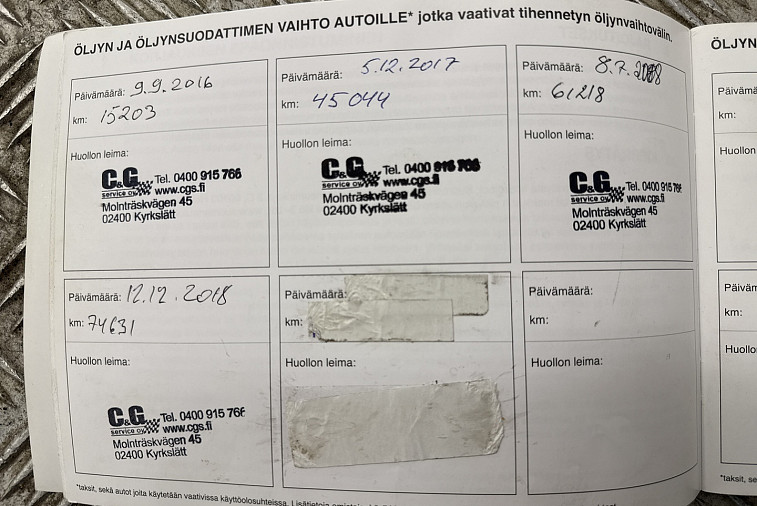 ÖLJYN JA ÖLJYNSUODATTIMEN VAIHTO AUTOILLE* jotka vaativat tihennetyn öljynvaihtovälin.
Päivämäärä: 9.9.2016
km: 15203
Huollon leima:
C&G service oy Tel. 0400 915 766
www.cgs.fi
Molnträskvägen 45
02400 Kyrkslätt
Päivämäärä: 5.12.2017
km: 45044
Huollon leima:
C&G service oy Tel. 0400 915 766
www.cgs.fi
Molnträskvägen 45
02400 Kyrkslätt
Päivämäärä: 8.7.2018
km: 61218
Huollon leima:
C&G service oy Tel. 0400 915 766
www.cgs.fi
Molnträskvägen 45
02400 Kyrkslätt
Päivämäärä: 12.12.2018
km: 74631
Huollon leima:
C&G service oy Tel. 0400 915 766
www.cgs.fi
Molnträskvägen 45
02400 Kyrkslätt
Päivämäärä:
km:
Huollon leima:
Päivämäärä:
km:
Huollon leima:
*taksit, sekä autot joita käytetään vaativissa käyttöolosuhteissa.
ÖLJYN
Päivämä
km:
Huollon
Päiväm
km:
Huollo
*taksit, se